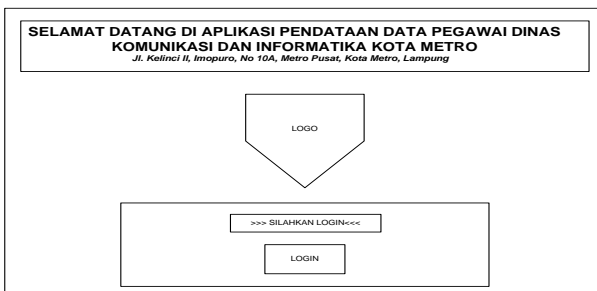 SELAMAT DATANG DI APLIKASI PENDATAAN DATA PEGAWAI DINAS
KOMUNIKASI DAN INFORMATIKA KOTA METRO
Jl. Kelinci II, Imopuro, No 10A, Metro Pusat, Kota Metro, Lampung
LOGO
>>> SILAHKAN LOGIN<<<
LOGIN